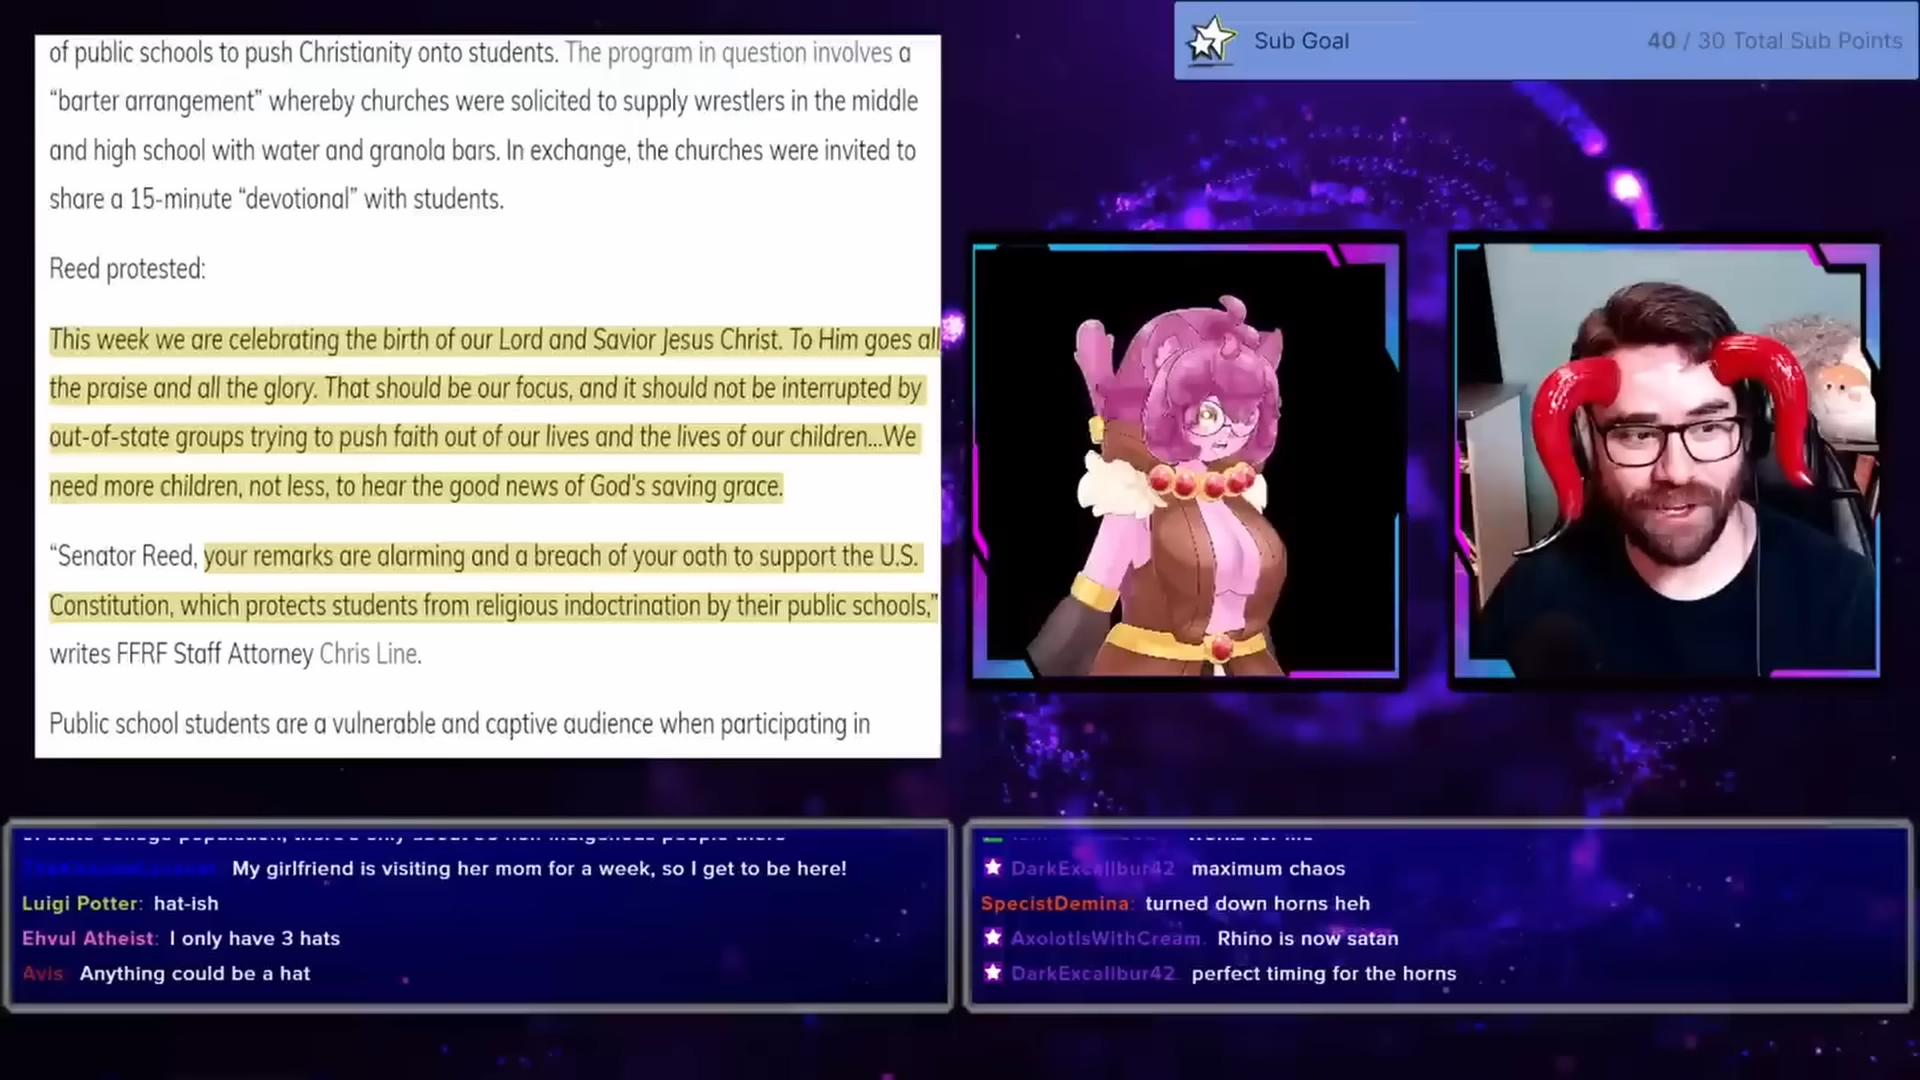 of public schools to push Christianity onto students. The program in question involves a
“barter arrangement” whereby churches were solicited to supply wrestlers in the middle
and high school with water and granola bars. In exchange, the churches were invited to
share a 15-minute “devotional” with students.
Reed protested:
This week we are celebrating the birth of our Lord and Savior Jesus Christ. To Him goes all
the praise and all the glory. That should be our focus, and it should not be interrupted by
out-of-state groups trying to push faith out of our lives and the lives of our children...We
need more children, not less, to hear the good news of God's saving grace.
“Senator Reed, your remarks are alarming and a breach of your oath to support the U.S.
Constitution, which protects students from religious indoctrination by their public schools,”
writes FFRF Staff Attorney Chris Line.
Public school students are a vulnerable and captive audience when participating in
Sub Goal
40 / 30 Total Sub Points
My girlfriend is visiting her mom for a week, so I get to be here!
Luigi Potter: hat-ish
Ehvul Atheist: I only have 3 hats
Avis: Anything could be a hat
DarkExcalibur42 maximum chaos
SpecistDemina: turned down horns heh
AxolotlsWithCream: Rhino is now satan
DarkExcalibur42 perfect timing for the horns